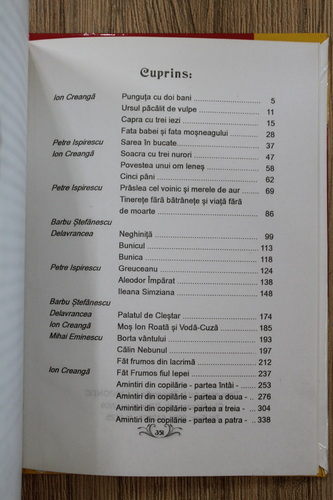 Cuprins:
Ion Creangă Punguța cu doi bani 5
Ursul păcălit de vulpe 11
Capra cu trei iezi 15
Fata babei și fata moșneagului 28
Petre Ispirescu Sarea în bucate 37
Ion Creangă Soacra cu trei nurori 47
Povestea unui om leneș 58
Cinci pâni 62
Petre Ispirescu Prâslea cel voinic și merele de aur 69
Tinerețe fără bătrânețe și viață fără
de moarte 86
Barbu Ștefănescu
Delavrancea Neghiniță 99
Bunicul 113
Bunica 118
Petre Ispirescu Greuceanu 124
Aleodor Împărat 138
Ileana Simziana 148
Barbu Ștefănescu
Delavrancea Palatul de Cleștar 174
Ion Creangă Moș Ion Roată și Vodă-Cuză 185
Mihai Eminescu Borta vântului 193
Călin Nebunul 197
Făt frumos din lacrimă 212
Ion Creangă Făt Frumos fiul Iepei 237
Amintiri din copilărie - partea întâi - 253
Amintiri din copilărie - partea a doua - 276
Amintiri din copilărie - partea a treia - 304
Amintiri din copilărie - partea a patra - 338